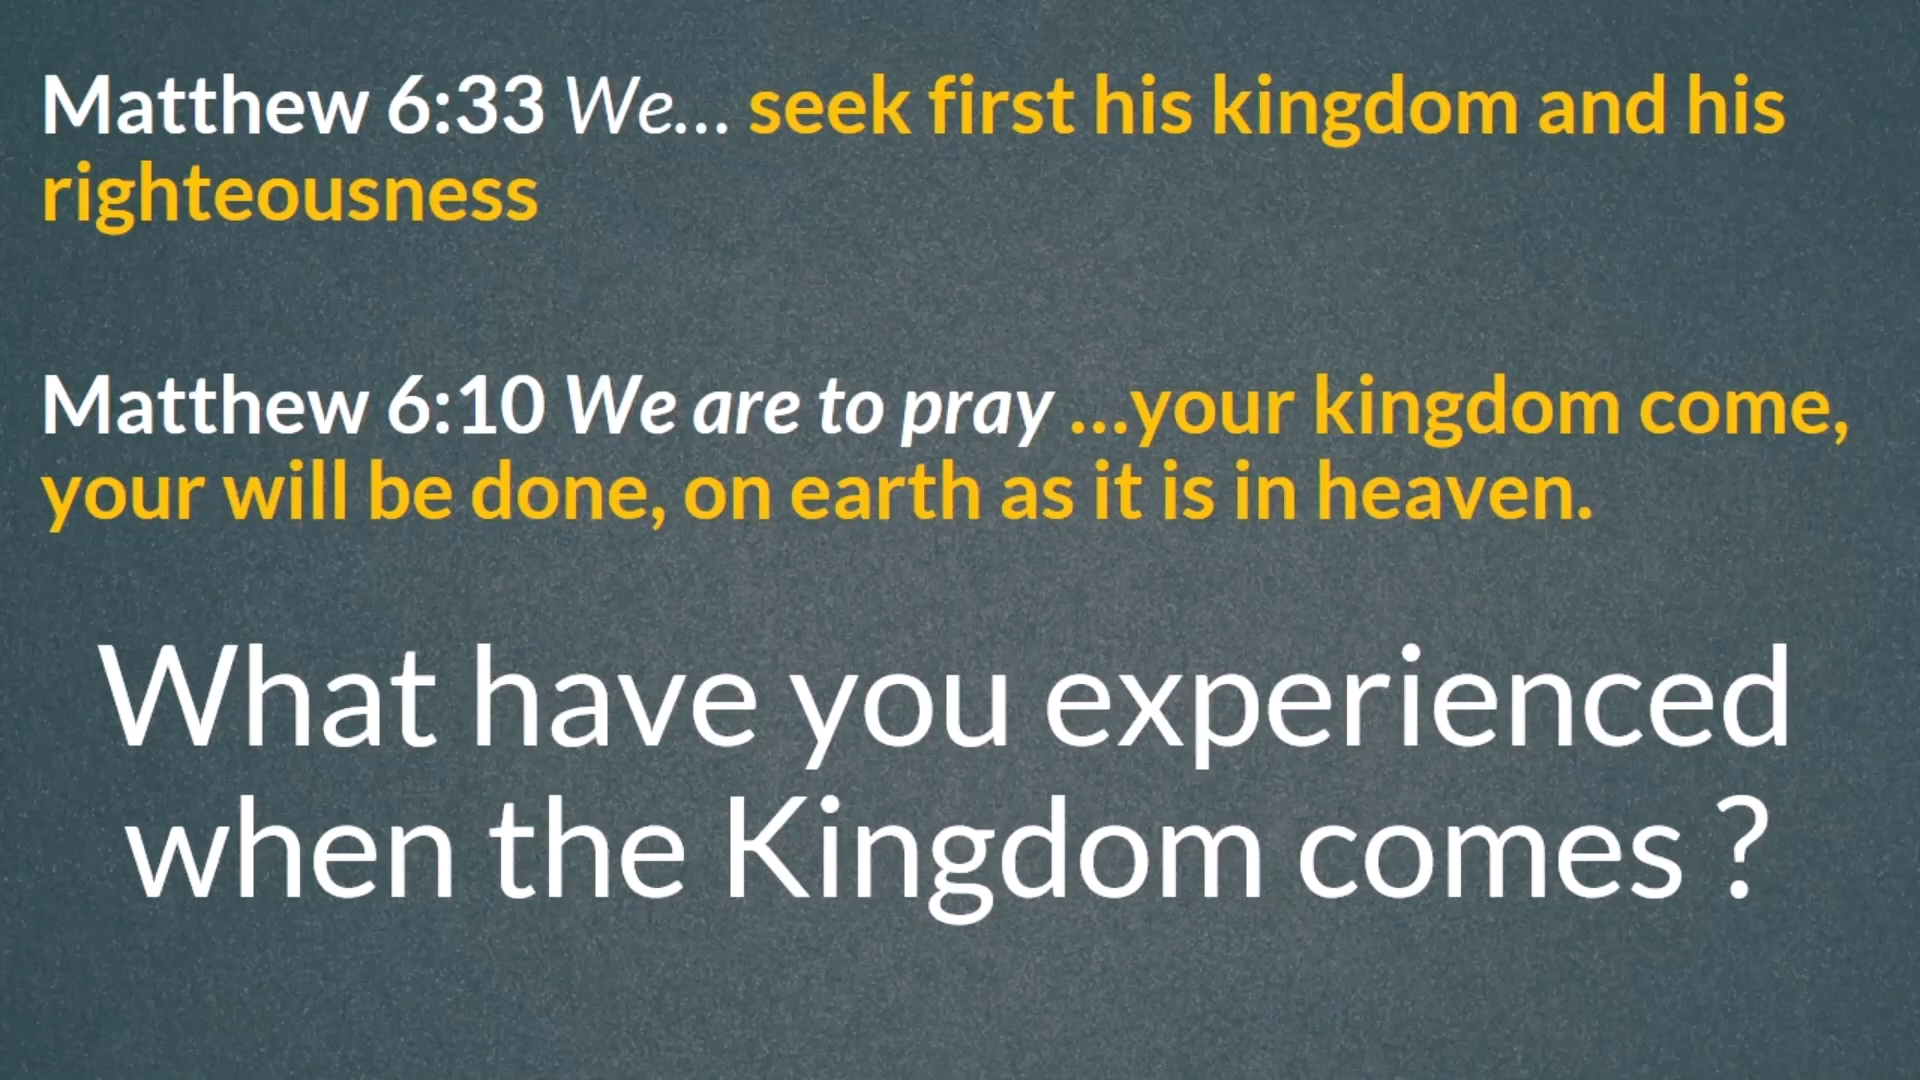 Matthew 6:33 We... seek first his kingdom and his
righteousness
Matthew 6:10 We are to pray ...your kingdom come,
your will be done, on earth as it is in heaven.
What have you experienced
when the Kingdom comes ?